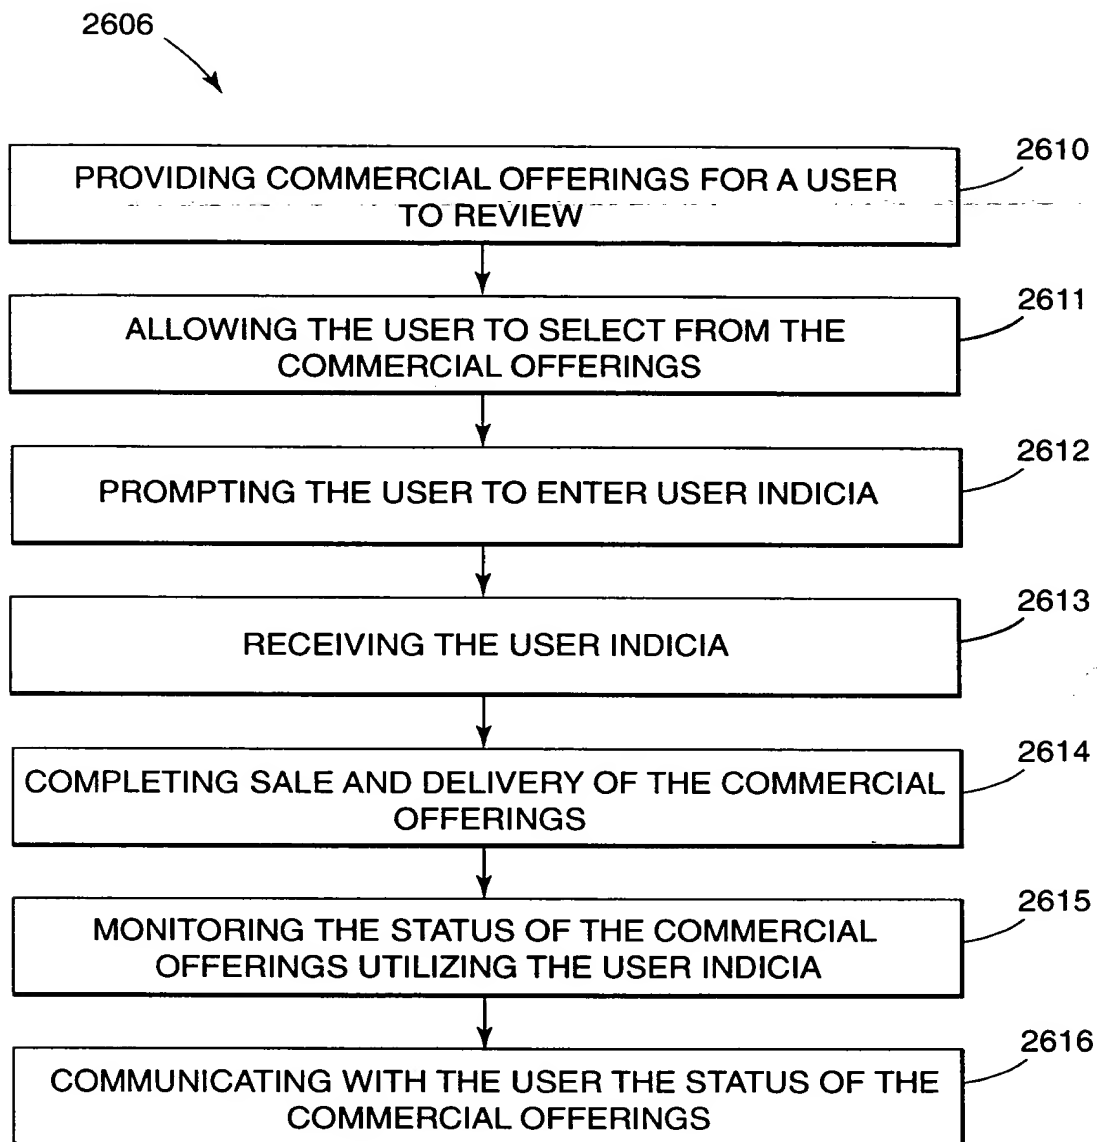 2606
2610
PROVIDING COMMERCIAL OFFERINGS FOR A USER
TO REVIEW
2611
ALLOWING THE USER TO SELECT FROM THE
COMMERCIAL OFFERINGS
2612
PROMPTING THE USER TO ENTER USER INDICIA
2613
RECEIVING THE USER INDICIA
2614
COMPLETING SALE AND DELIVERY OF THE COMMERCIAL
OFFERINGS
2615
MONITORING THE STATUS OF THE COMMERCIAL
OFFERINGS UTILIZING THE USER INDICIA
2616
COMMUNICATING WITH THE USER THE STATUS OF THE
COMMERCIAL OFFERINGS